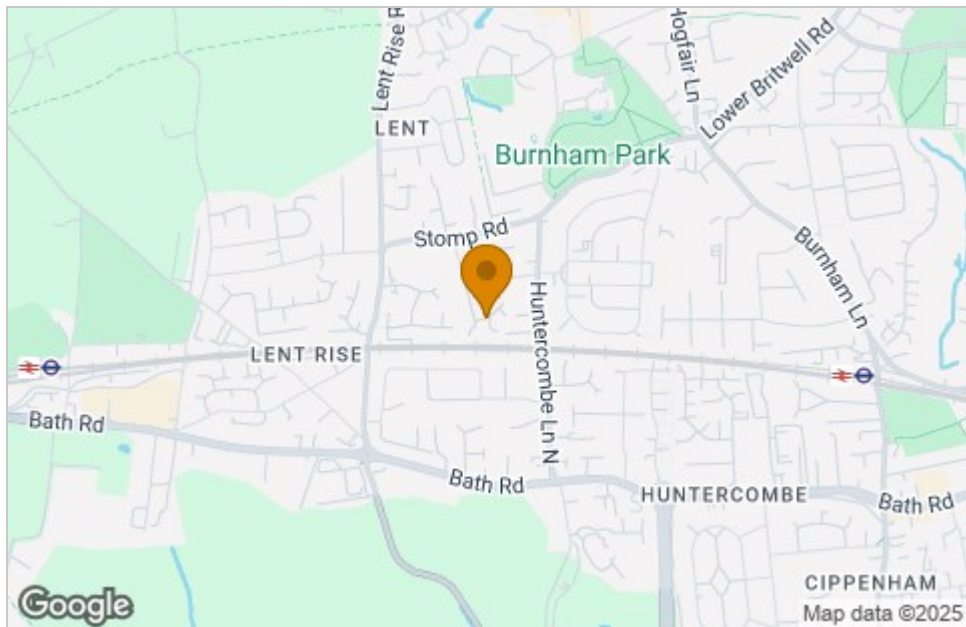 Lent Rise R
Hogfair Ln
Lower Britwell Rd
LENT
Burnham Park
Stomp Rd
Burnham Ln
Huntercombe Ln N
LENT RISE
Bath Rd
Bath Rd
HUNTERCOMBE
Bath Rd
CIPPENHAM
Google
Map data ©2025